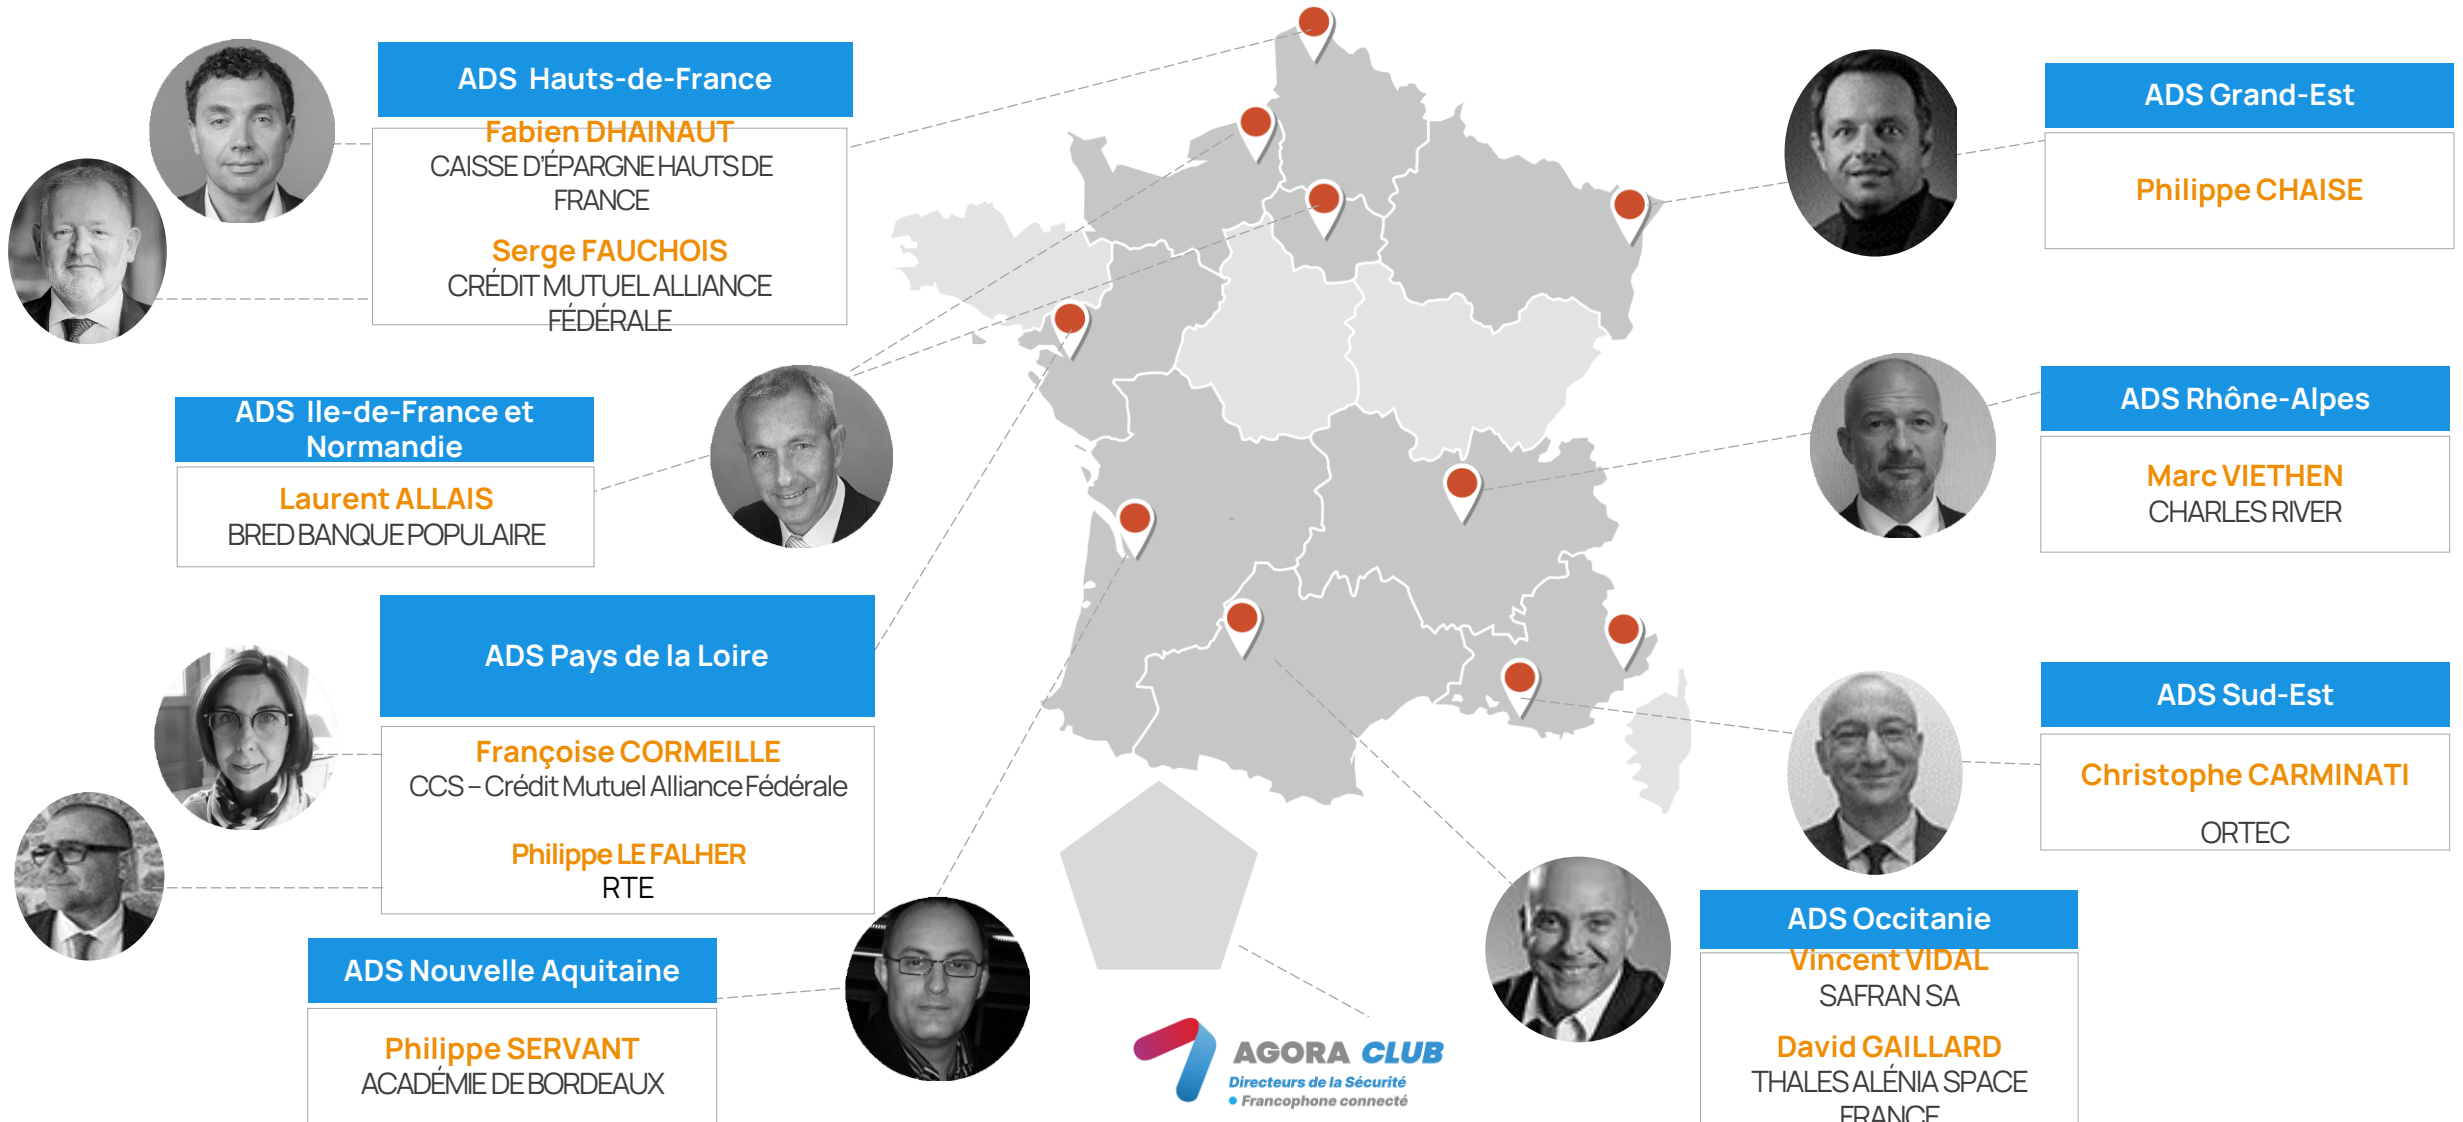 ADS Hauts-de-France
Fabien DHAINAUT
CAISSE D'ÉPARGNE HAUTS DE
FRANCE
Serge FAUCHOIS
CRÉDIT MUTUEL ALLIANCE
FÉDÉRALE
ADS Ile-de-France et
Normandie
Laurent ALLAIS
BRED BANQUE POPULAIRE
ADS Pays de la Loire
Françoise CORMEILLE
CCS – Crédit Mutuel Alliance Fédérale
Philippe LE FALHER
RTE
ADS Nouvelle Aquitaine
Philippe SERVANT
ACADÉMIE DE BORDEAUX
ADS Grand-Est
Philippe CHAISE
ADS Rhône-Alpes
Marc VIETHEN
CHARLES RIVER
ADS Sud-Est
Christophe CARMINATI
ORTEC
ADS Occitanie
Vincent VIDAL
SAFRAN SA
David GAILLARD
THALES ALÉNIA SPACE
FRANCE
AGORA CLUB
Directeurs de la Sécurité
• Francophone connecté